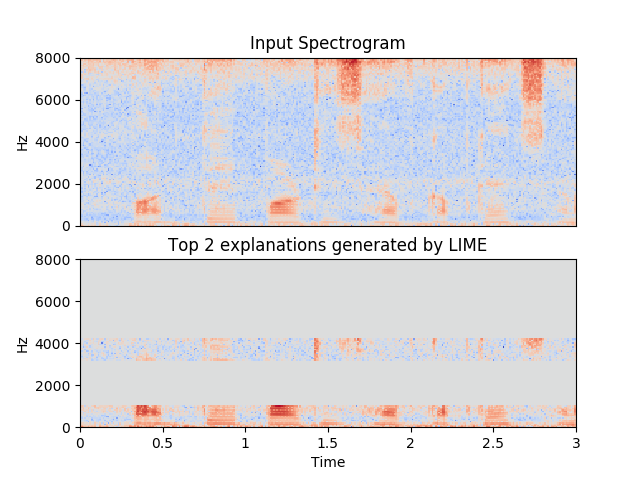 Input Spectrogram
8000
6000
4000
2000
0
Hz
Top 2 explanations generated by LIME
8000
6000
4000
2000
0
Hz
0 0.5 1 1.5 2 2.5 3
Time